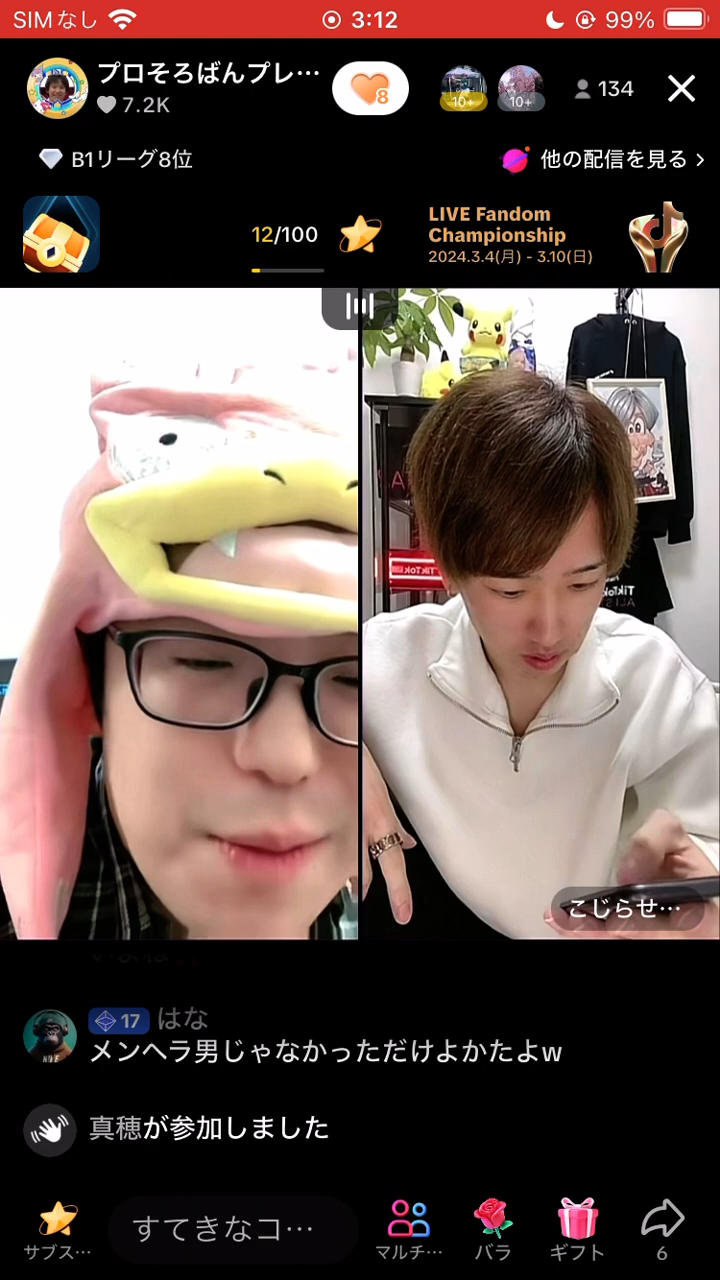 SIMなし
3:12
99%
プロそろばんプレ…
7.2K
8
10+
10+
134
B1リーグ8位
他の配信を見る
12/100
LIVE Fandom
Championship
2024.3.4(月) - 3.10(日)
TikTok
TikTok
こじらせ…
17 はな
メンヘラ男じゃなかっただけよかたよw
真穂が参加しました
サブス…
すてきなコ…
マルチ…
バラ
ギフト
6